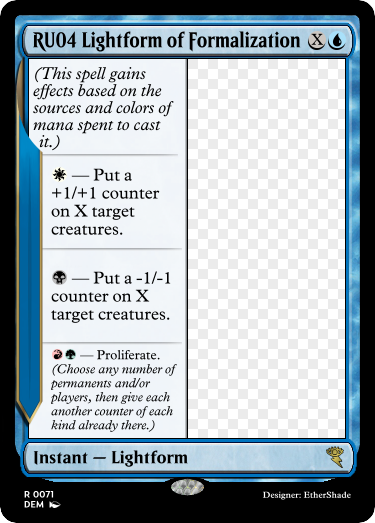 RU04 Lightform of Formalization X
(This spell gains
effects based on the
sources and colors of
mana spent to cast
it.)
— Put a
+1/+1 counter
on X target
creatures.
— Put a -1/-1
counter on X
target creatures.
— Proliferate.
(Choose any number of
permanents and/or
players, then give each
another counter of each
kind already there.)
Instant — Lightform
R 0071
DEM
Designer: EtherShade